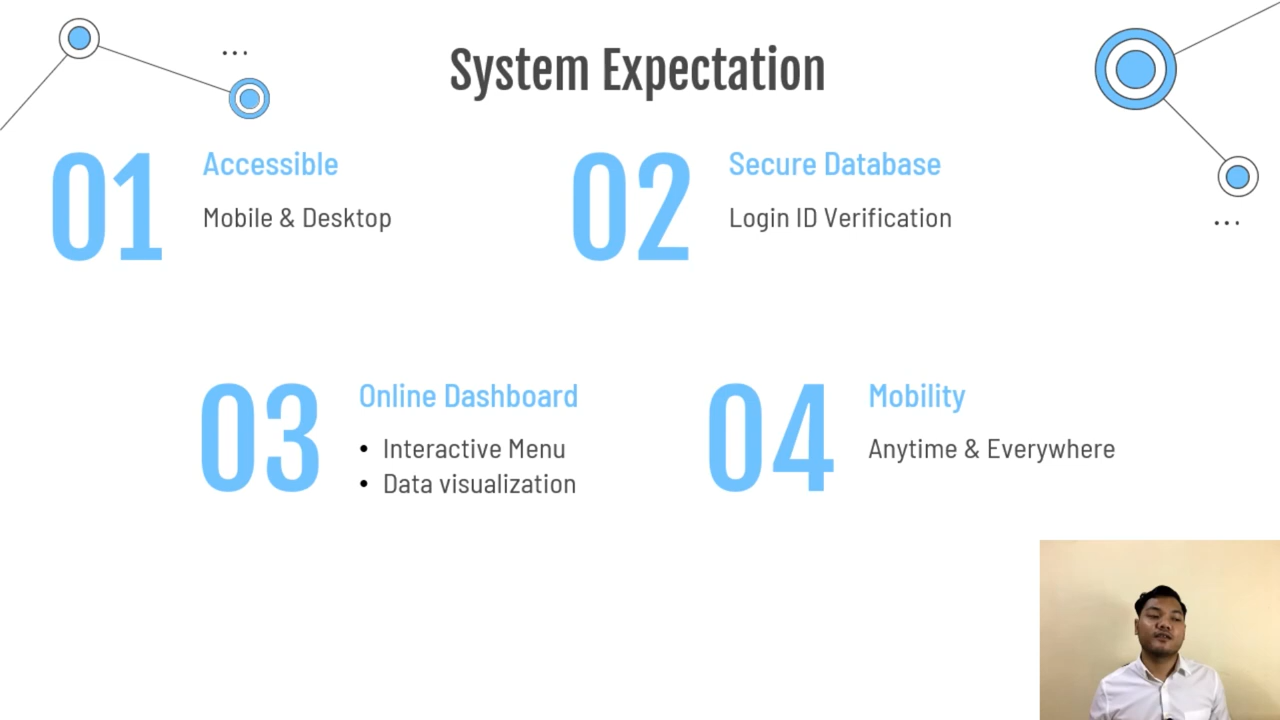 System Expectation
01
Accessible
Mobile & Desktop
02
Secure Database
Login ID Verification
03
Online Dashboard
• Interactive Menu
• Data visualization
04
Mobility
Anytime & Everywhere